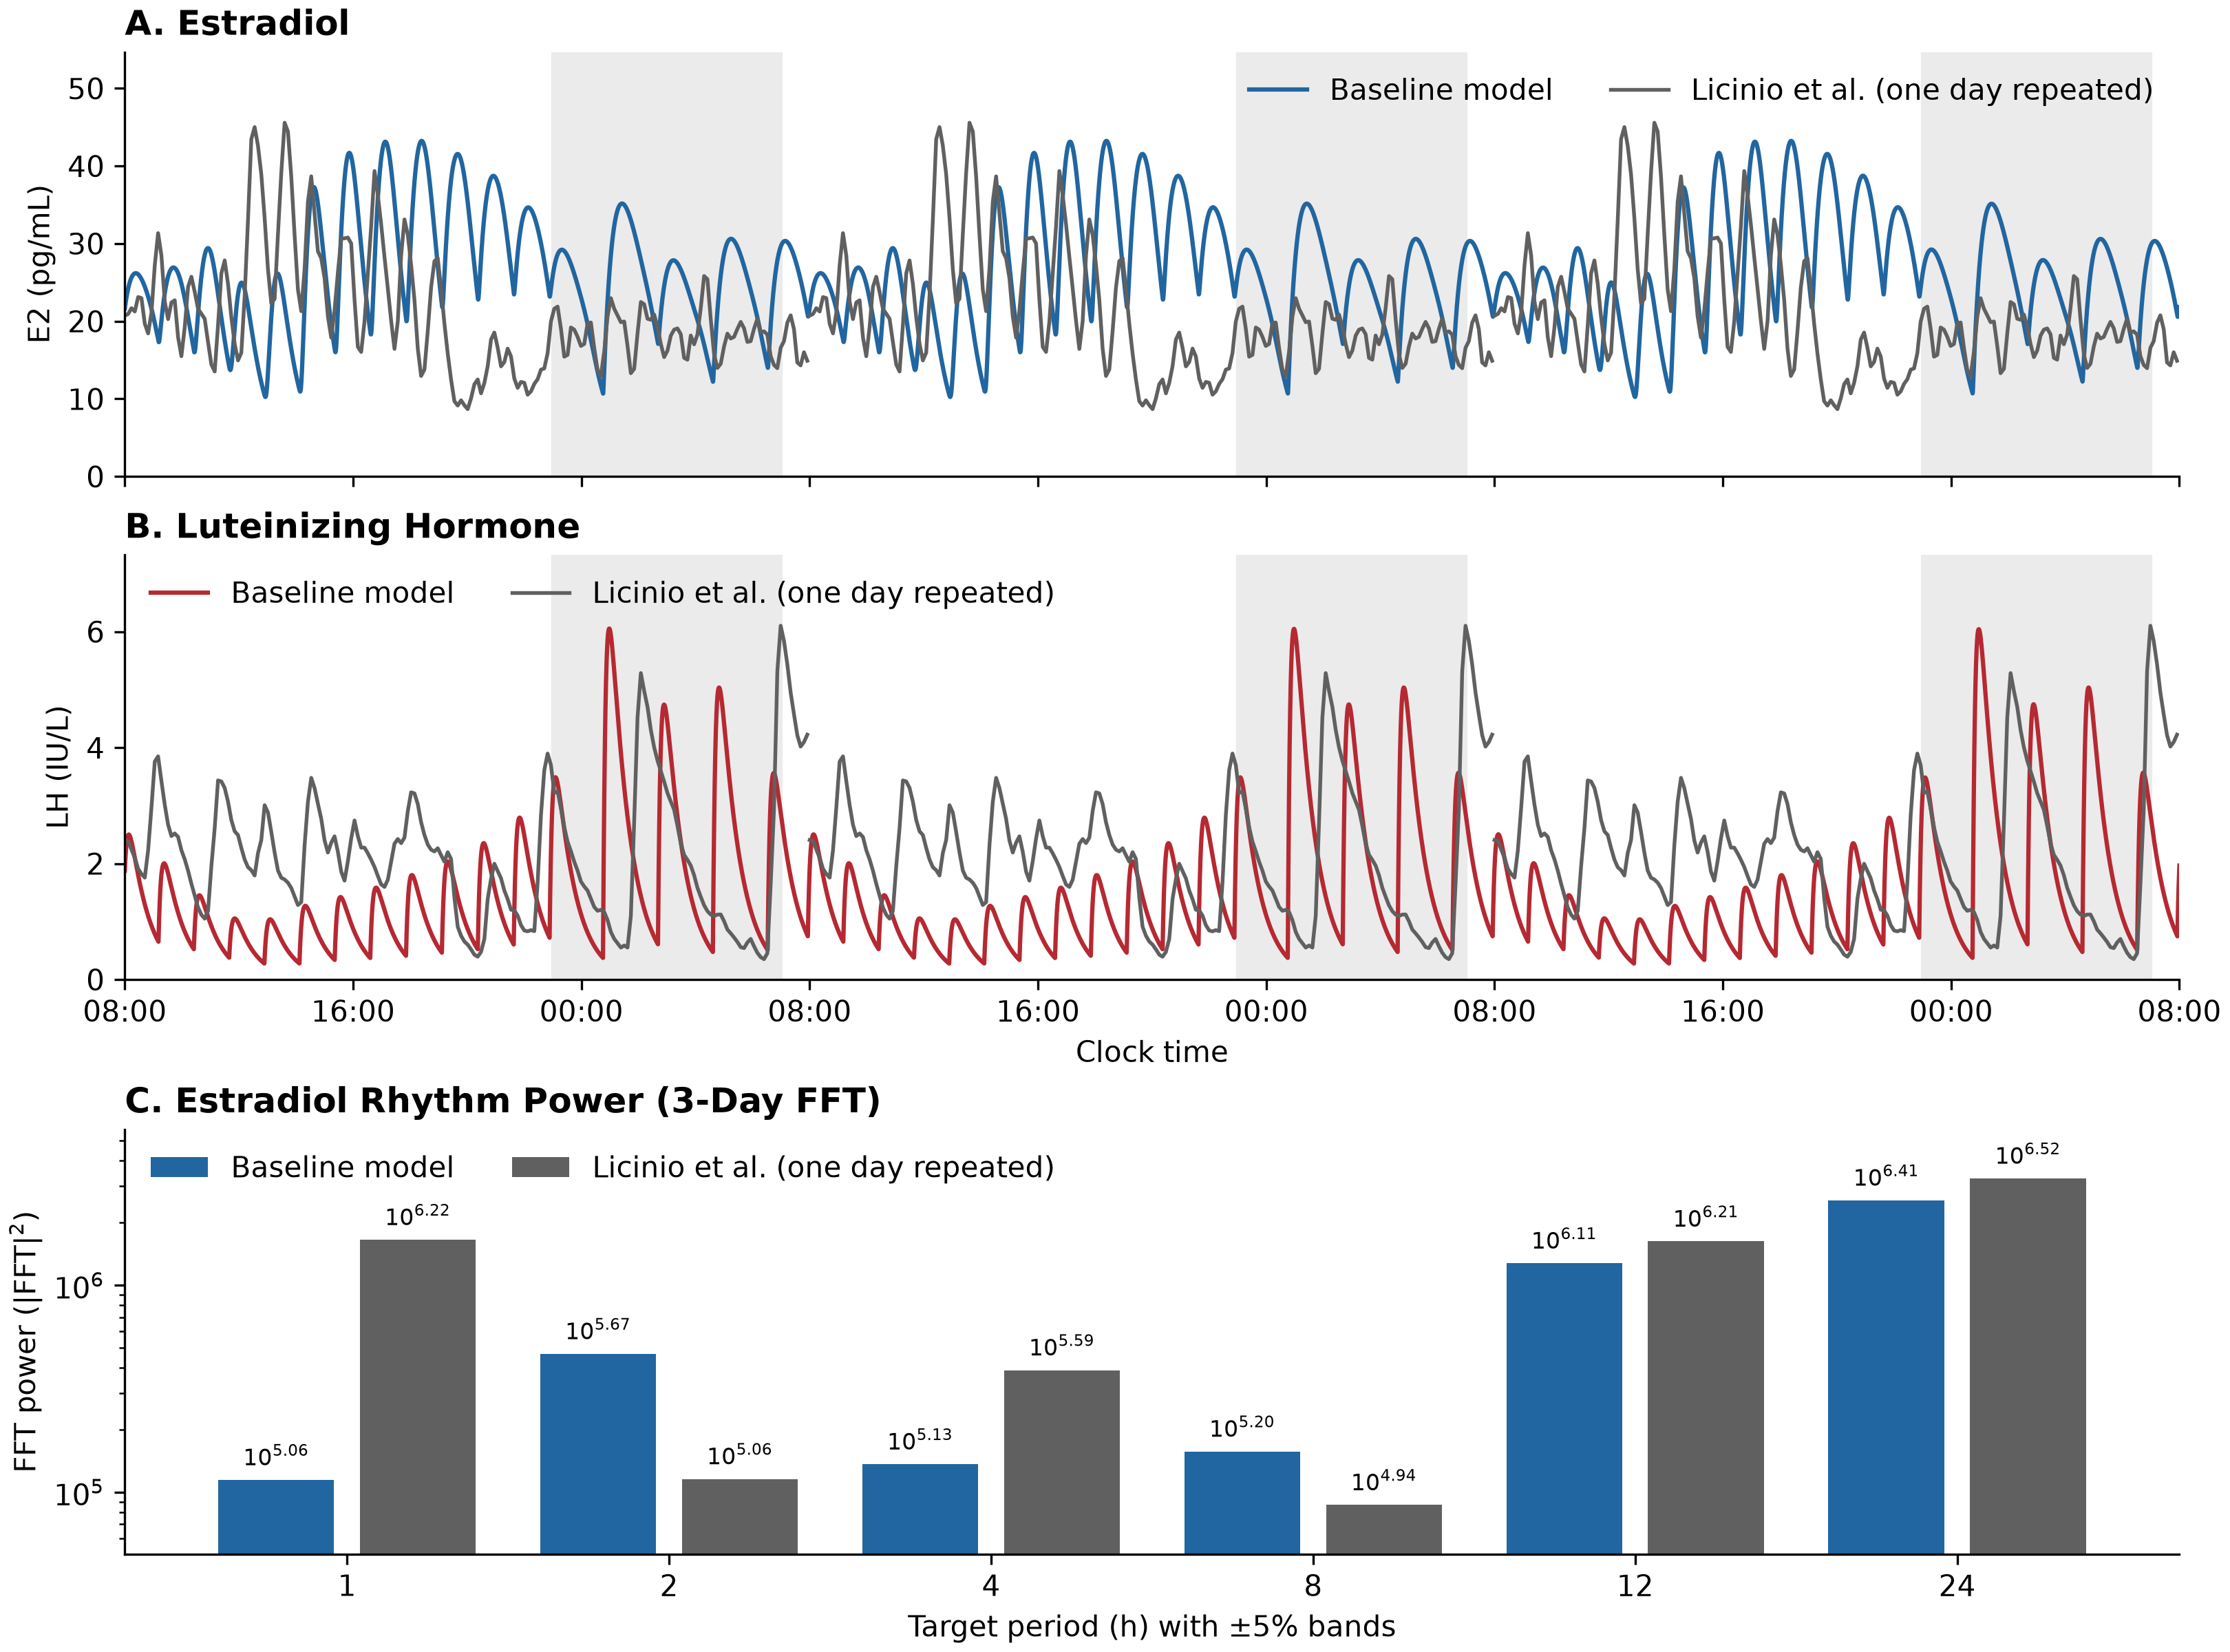 A. Estradiol
Baseline model
Licinio et al. (one day repeated)
E2 (pg/mL)
50
40
30
20
10
0
B. Luteinizing Hormone
Baseline model
Licinio et al. (one day repeated)
LH (IU/L)
6
4
2
0
08:00 16:00 00:00 08:00 16:00 00:00 08:00 16:00 00:00 08:00
Clock time
C. Estradiol Rhythm Power (3-Day FFT)
Baseline model
Licinio et al. (one day repeated)
FFT power (|FFT|²)
10⁶
10⁵
10^5.06
10^6.22
10^5.67
10^5.06
10^5.13
10^5.59
10^5.20
10^4.94
10^6.11
10^6.21
10^6.41
10^6.52
1 2 4 8 12 24
Target period (h) with ±5% bands